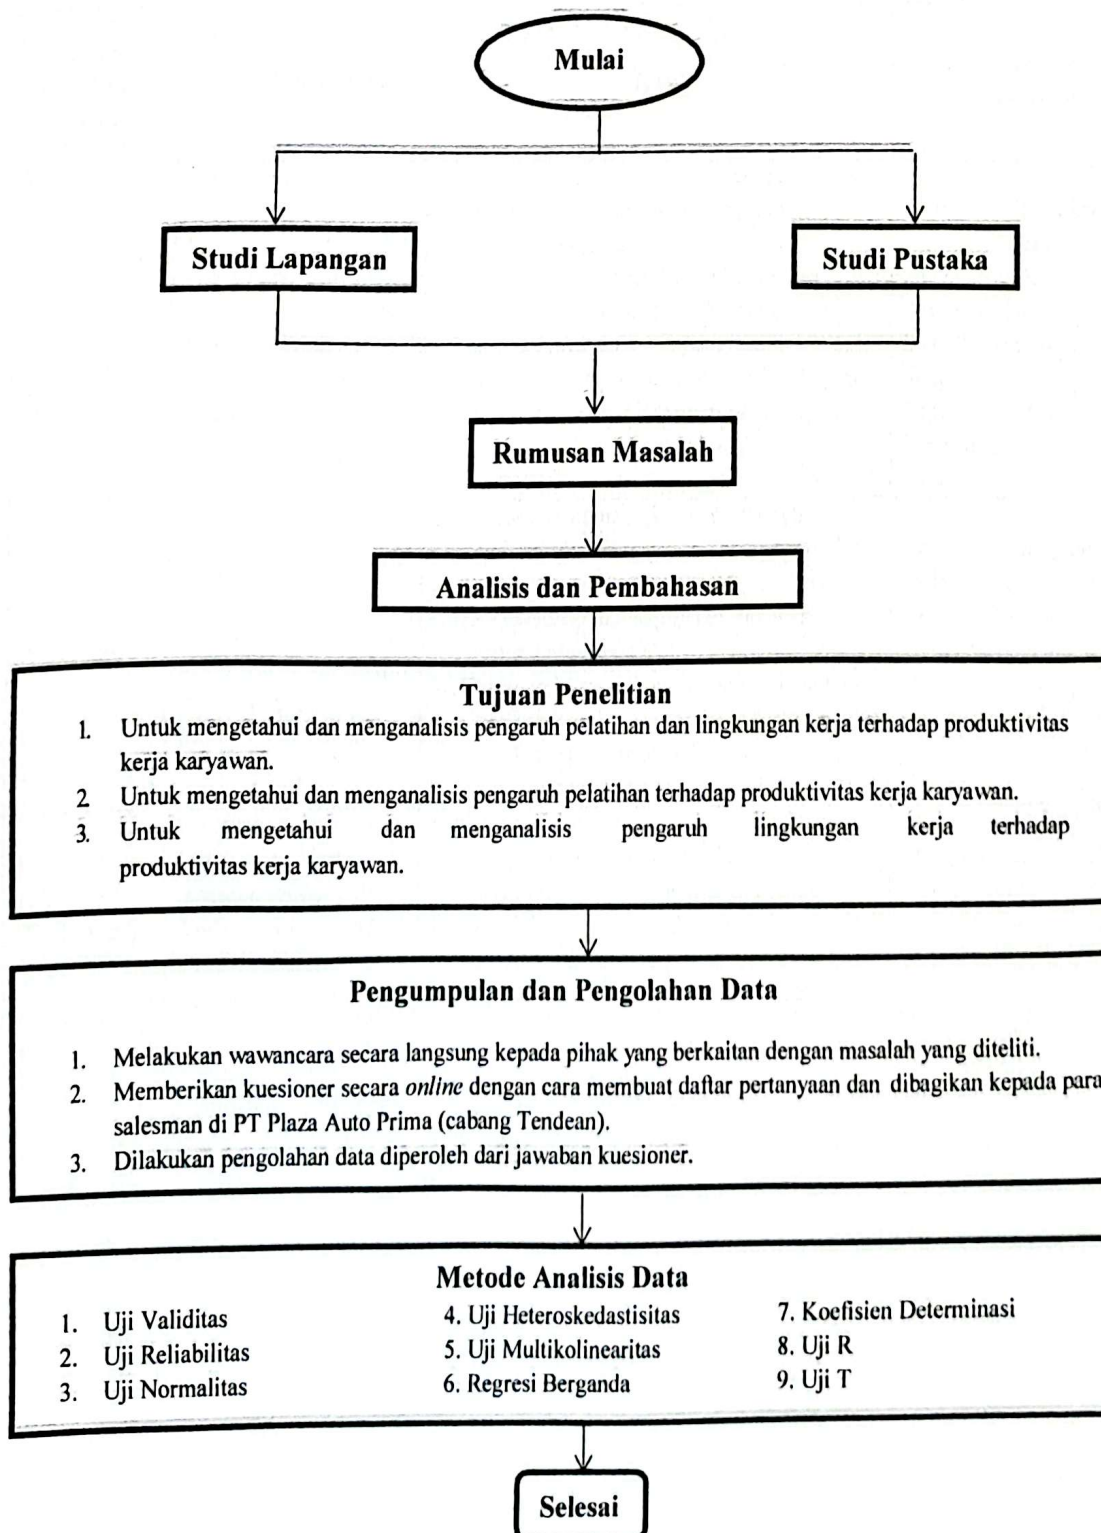 Mulai
Studi Lapangan
Studi Pustaka
Rumusan Masalah
Analisis dan Pembahasan
Tujuan Penelitian
1. Untuk mengetahui dan menganalisis pengaruh pelatihan dan lingkungan kerja terhadap produktivitas
kerja karyawan.
2 Untuk mengetahui dan menganalisis pengaruh pelatihan terhadap produktivitas kerja karyawan.
3. Untuk mengetahui dan menganalisis pengaruh lingkungan kerja terhadap
produktivitas kerja karyawan.
Pengumpulan dan Pengolahan Data
1. Melakukan wawancara secara langsung kepada pihak yang berkaitan dengan masalah yang diteliti.
2. Memberikan kuesioner secara online dengan cara membuat daftar pertanyaan dan dibagikan kepada para
salesman di PT Plaza Auto Prima (cabang Tendean).
3. Dilakukan pengolahan data diperoleh dari jawaban kuesioner.
Metode Analisis Data
1. Uji Validitas
2. Uji Reliabilitas
3. Uji Normalitas
4. Uji Heteroskedastisitas
5. Uji Multikolinearitas
6. Regresi Berganda
7. Koefisien Determinasi
8. Uji R
9. Uji T
Selesai